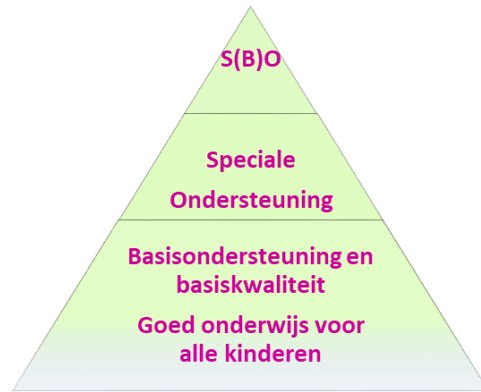 S(B)O
Speciale
Ondersteuning
Basisondersteuning en
basiskwaliteit
Goed onderwijs voor
alle kinderen